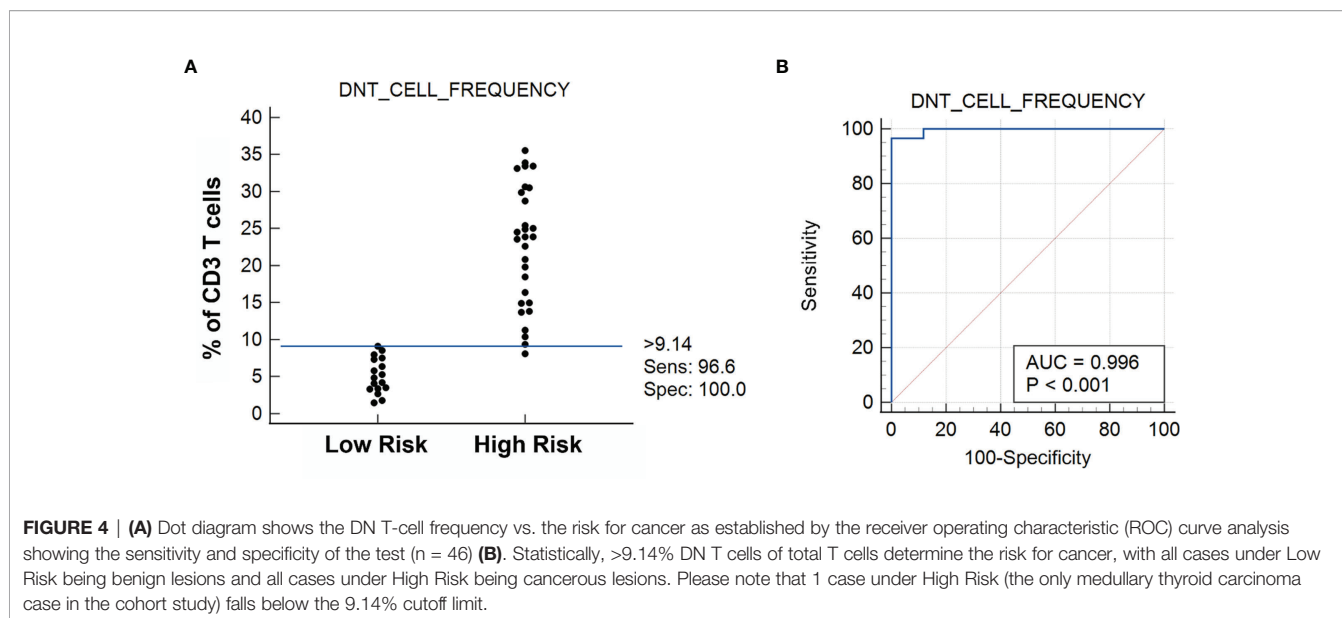 A
DNT_CELL_FREQUENCY
40
35
30
25
20
15
10
5
0
% of CD3 T cells
Low Risk
High Risk
>9.14
Sens: 96.6
Spec: 100.0
B
DNT_CELL_FREQUENCY
100
80
60
40
20
0
Sensitivity
AUC = 0.996
P < 0.001
0 20 40 60 80 100
100-Specificity
FIGURE 4 | (A) Dot diagram shows the DN T-cell frequency vs. the risk for cancer as established by the receiver operating characteristic (ROC) curve analysis
showing the sensitivity and specificity of the test (n = 46) (B). Statistically, >9.14% DN T cells of total T cells determine the risk for cancer, with all cases under Low
Risk being benign lesions and all cases under High Risk being cancerous lesions. Please note that 1 case under High Risk (the only medullary thyroid carcinoma
case in the cohort study) falls below the 9.14% cutoff limit.